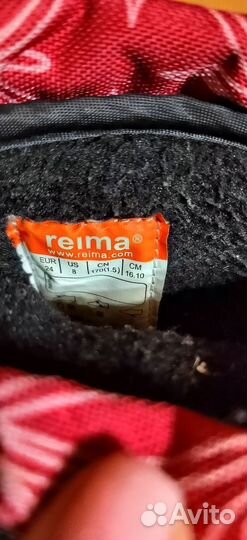 reima®
www.reima.com
EUR US CN CM
24 8 170(1.5) 16.10
Avito